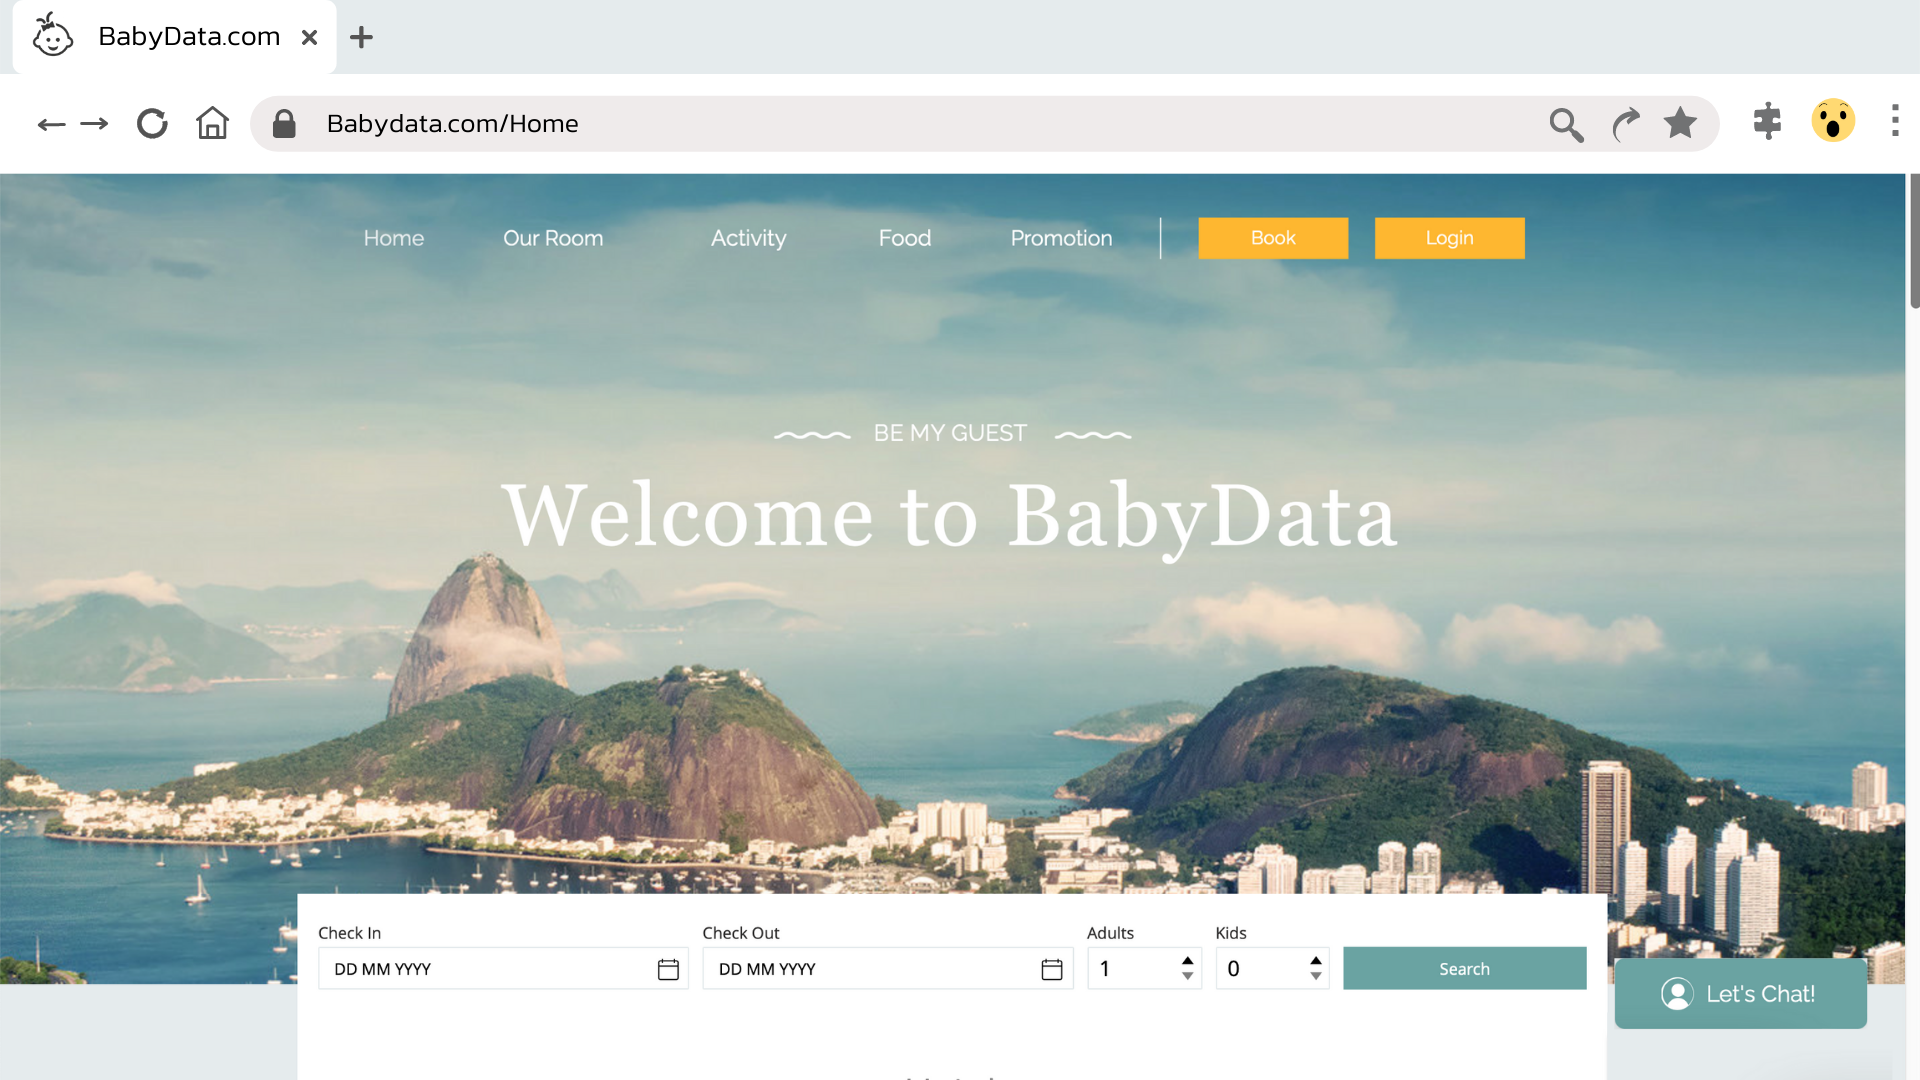 BabyData.com
Babydata.com/Home
Home Our Room Activity Food Promotion Book Login
BE MY GUEST
Welcome to BabyData
Check In Check Out Adults Kids
DD MM YYYY DD MM YYYY 1 0 Search
Let's Chat!